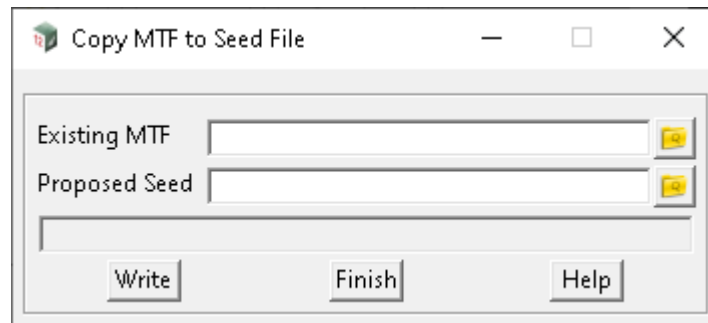 Copy MTF to Seed File
Existing MTF
Proposed Seed
Write Finish Help